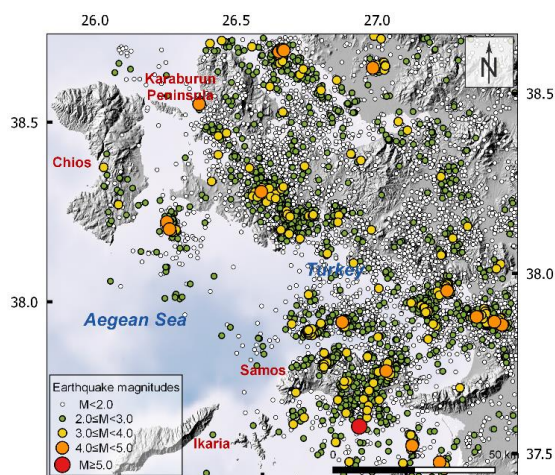 26.0 26.5 27.0
N
Karaburun
Peninsula
38.5
38.5
Chios
Turkey
38.0
38.0
Aegean Sea
Samos
Earthquake magnitudes
M<2.0
2.0≤M<3.0
3.0≤M<4.0
4.0≤M<5.0
M≥5.0
Ikaria
50 km
37.5